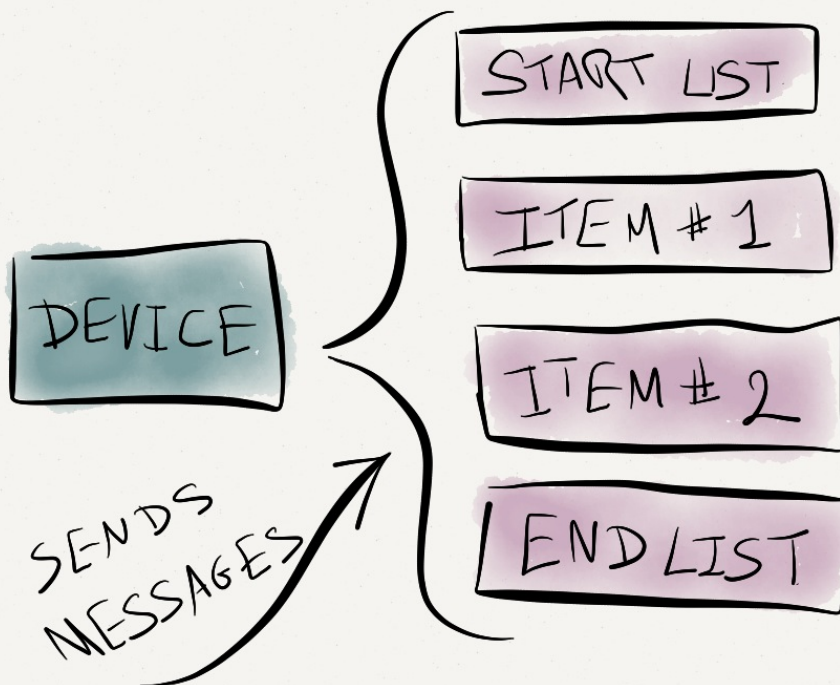 START LIST
ITEM # 1
DEVICE
ITEM # 2
SENDS
MESSAGES
END LIST